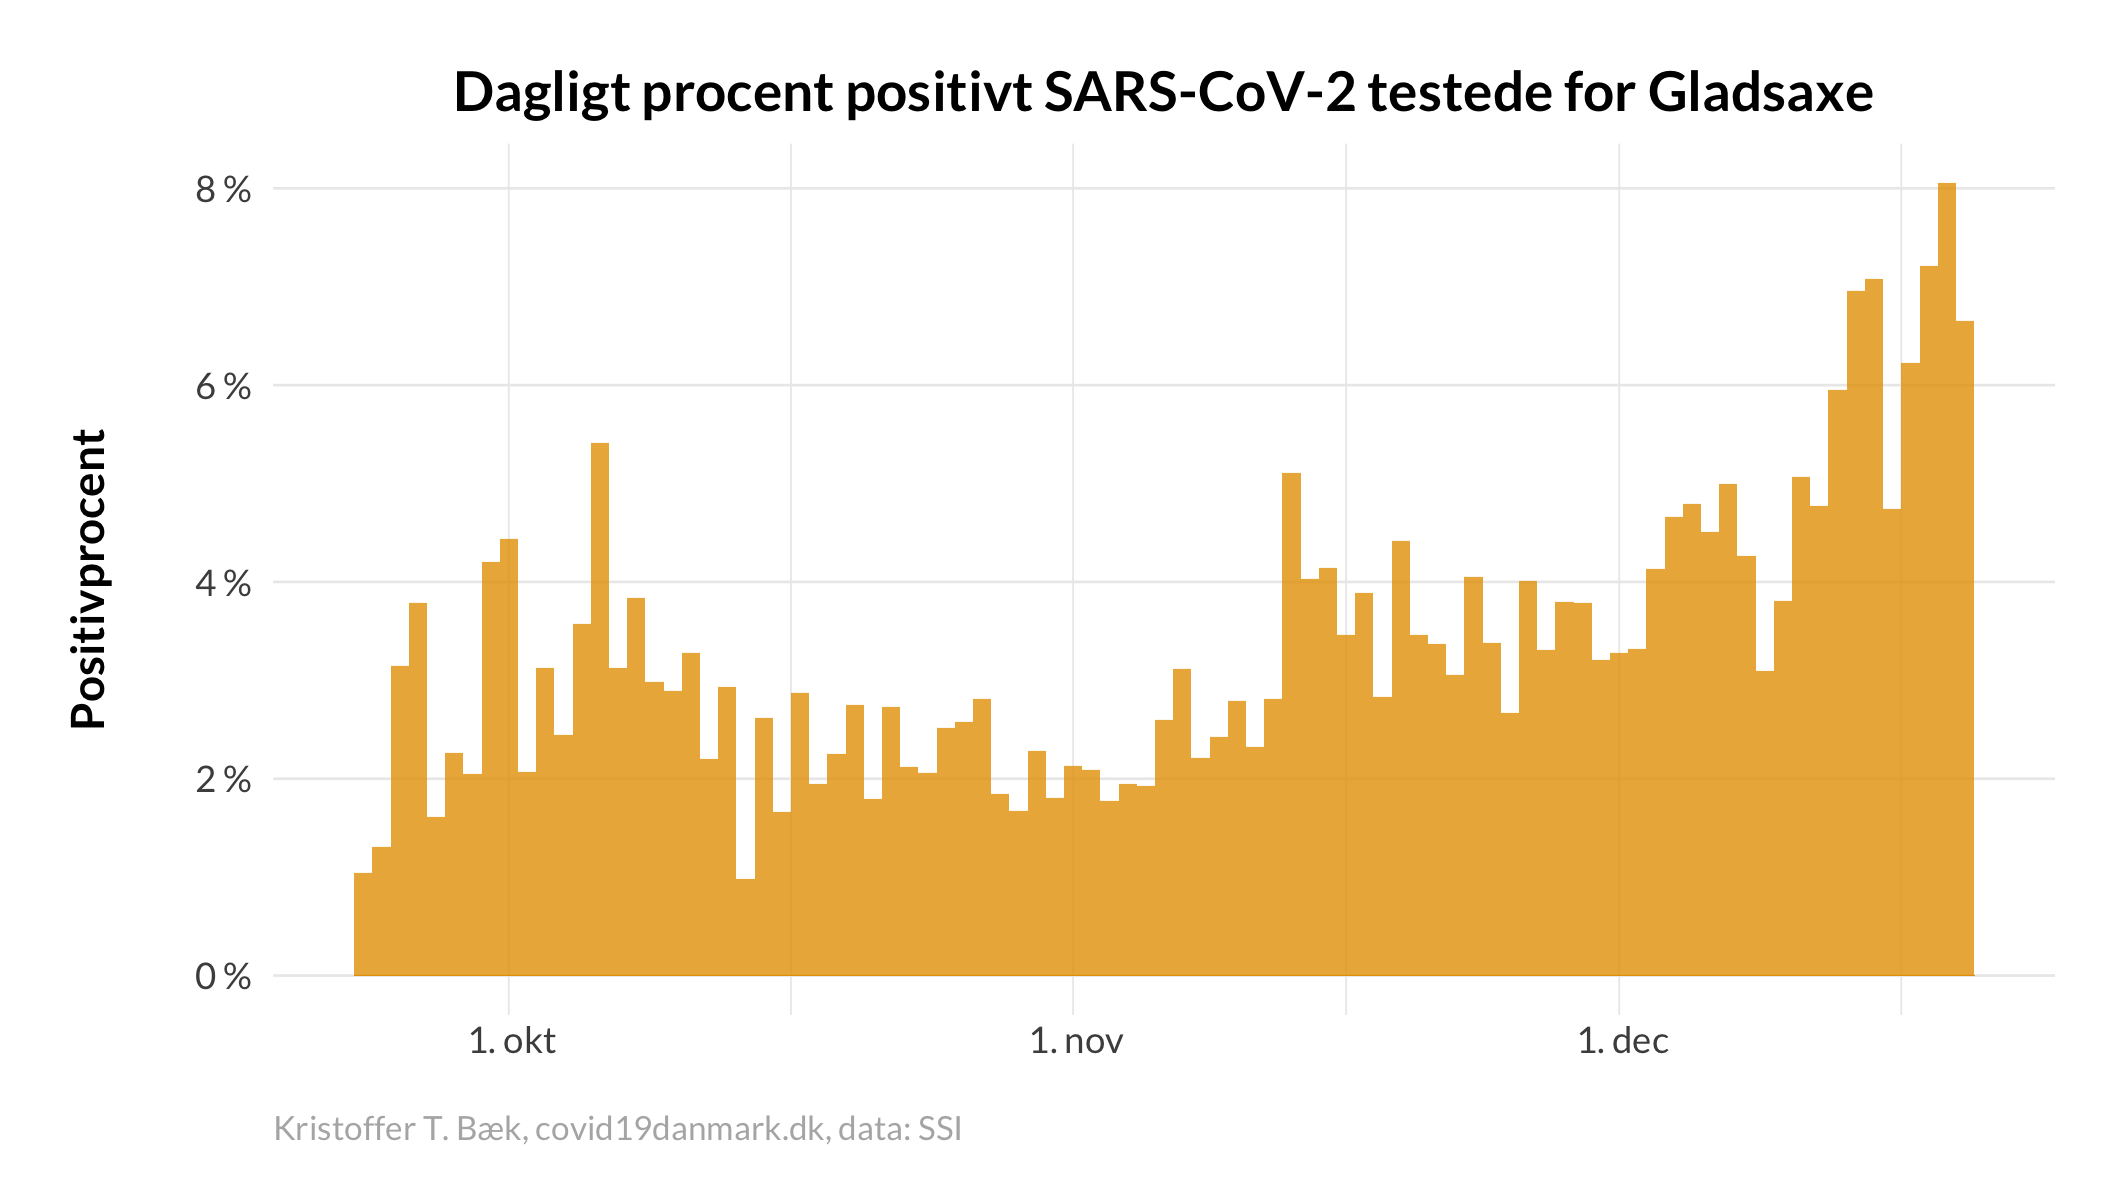 Dagligt procent positivt SARS-CoV-2 testede for Gladsaxe
Positivprocent
8 %
6 %
4 %
2 %
0 %
1. okt
1. nov
1. dec
Kristoffer T. Bæk, covid19danmark.dk, data: SSI